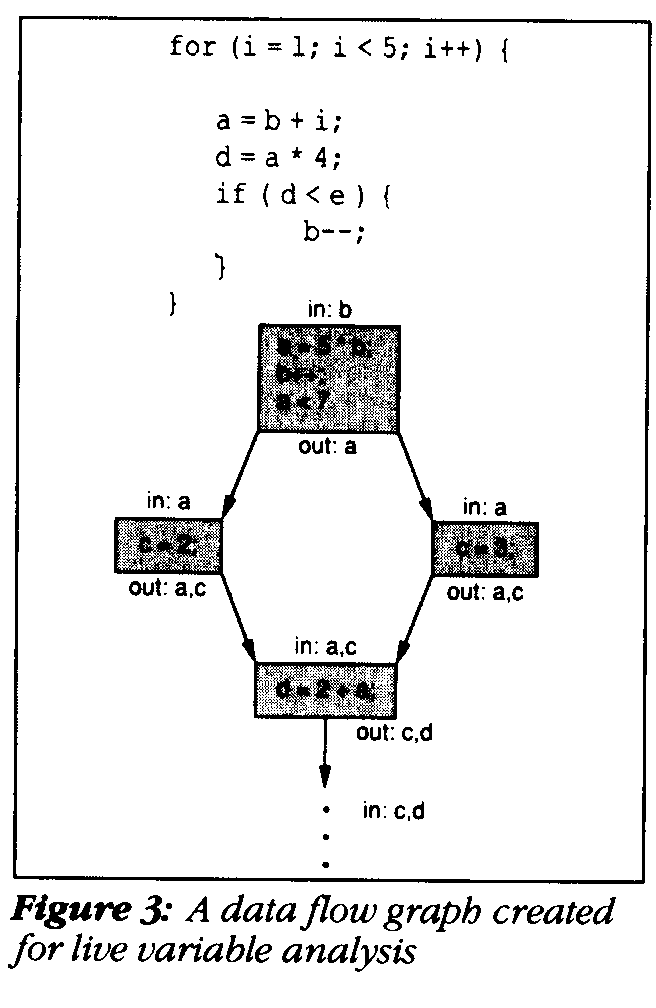 for (i = 1; i < 5; i++) {
a = b + i;
d = a * 4;
if ( d < e ) {
b--;
}
}
in: b
a = 5 * b;
b++;
a < 7
out: a
in: a
in: a
c = 2;
c = 3;
out: a,c
out: a,c
in: a,c
d = 2 + a;
out: c,d
in: c,d
Figure 3: A data flow graph created
for live variable analysis